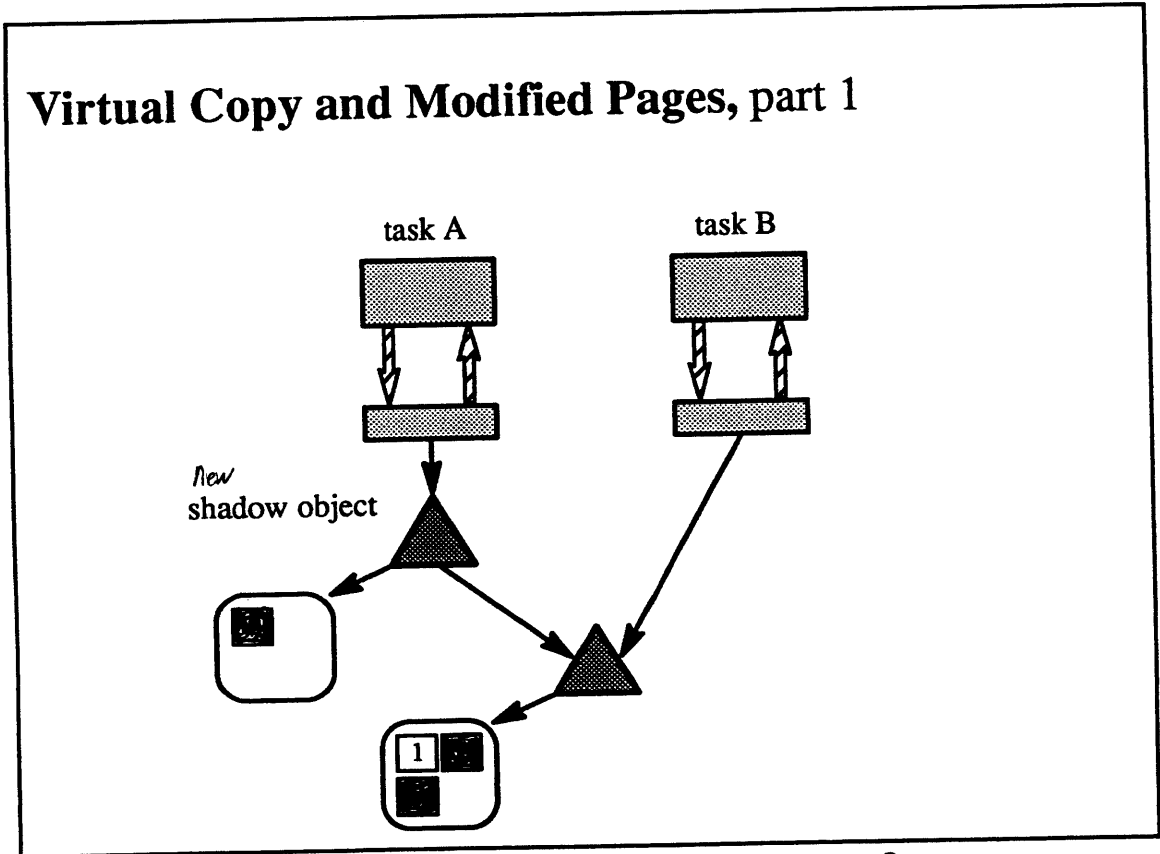 Virtual Copy and Modified Pages, part 1
task A
task B
new
shadow object
1